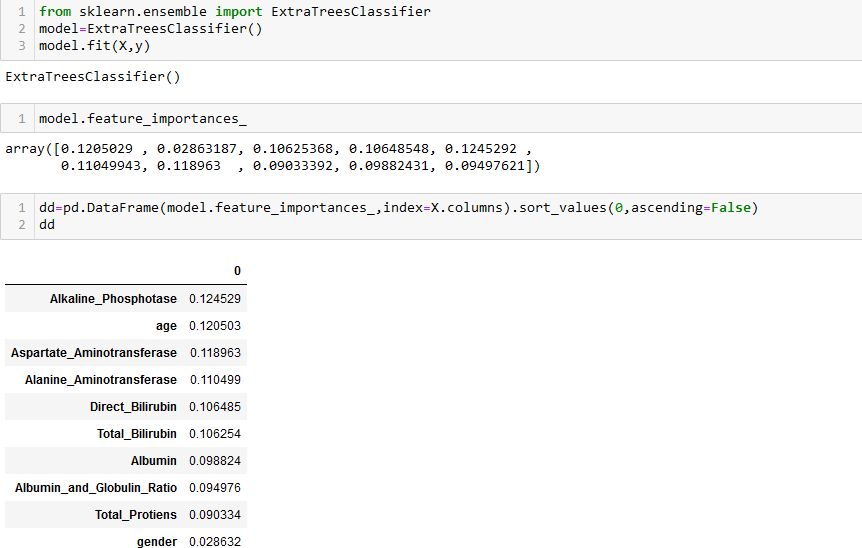 1 from sklearn.ensemble import ExtraTreesClassifier
2 model=ExtraTreesClassifier()
3 model.fit(X,y)
ExtraTreesClassifier()
1 model.feature_importances_
array([0.1205029 , 0.02863187, 0.10625368, 0.10648548, 0.1245292 ,
0.11049943, 0.118963  , 0.09033392, 0.09882431, 0.09497621])
1 dd=pd.DataFrame(model.feature_importances_,index=X.columns).sort_values(0,ascending=False)
2 dd
0
Alkaline_Phosphotase 0.124529
age 0.120503
Aspartate_Aminotransferase 0.118963
Alanine_Aminotransferase 0.110499
Direct_Bilirubin 0.106485
Total_Bilirubin 0.106254
Albumin 0.098824
Albumin_and_Globulin_Ratio 0.094976
Total_Protiens 0.090334
gender 0.028632